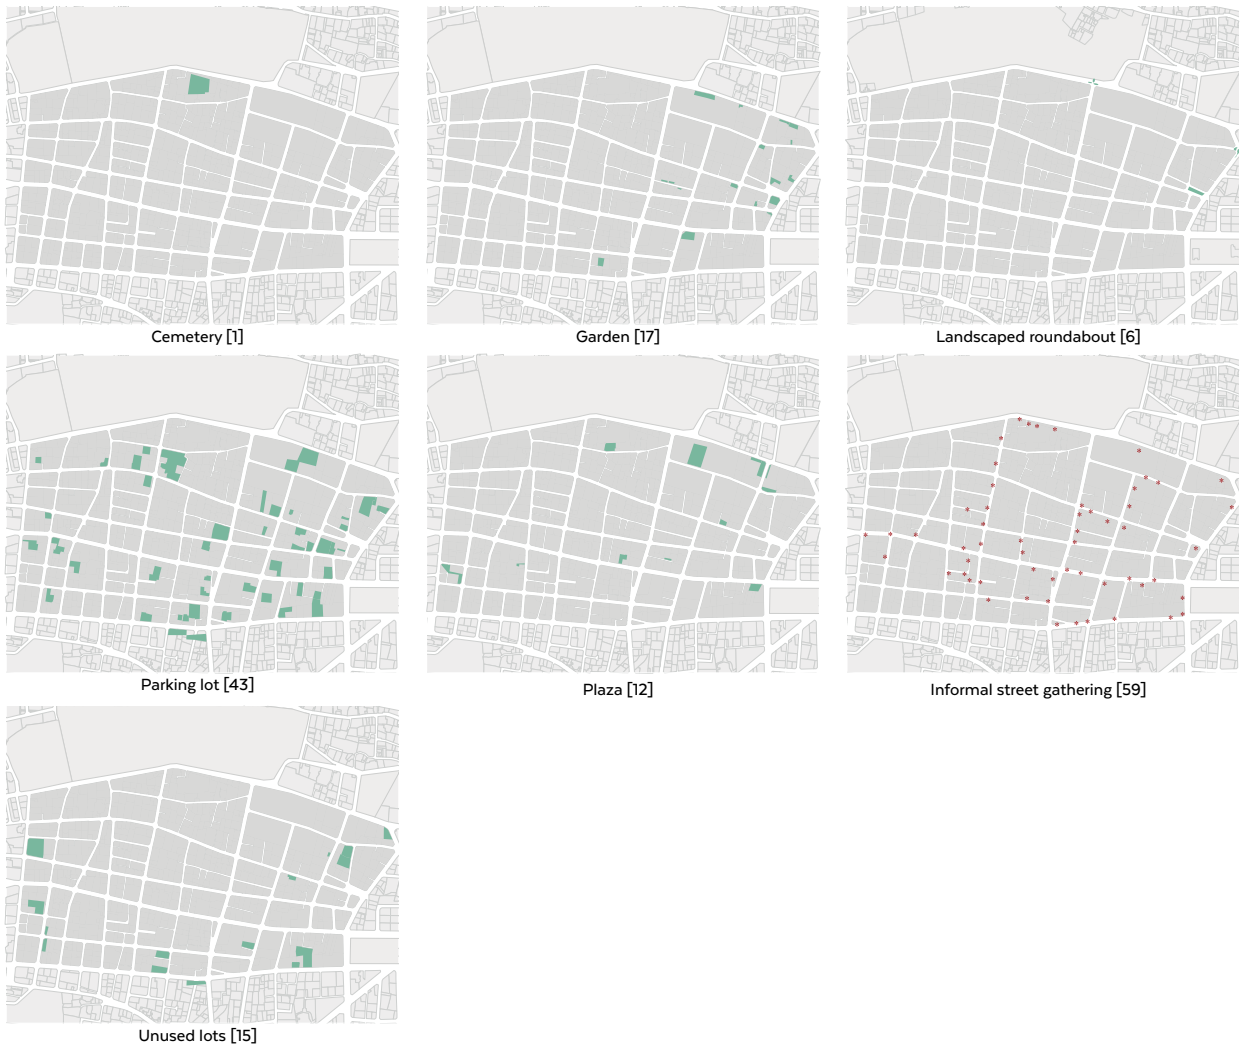 Cemetery [1]
Garden [17]
Landscaped roundabout [6]
Parking lot [43]
Plaza [12]
Informal street gathering [59]
Unused lots [15]